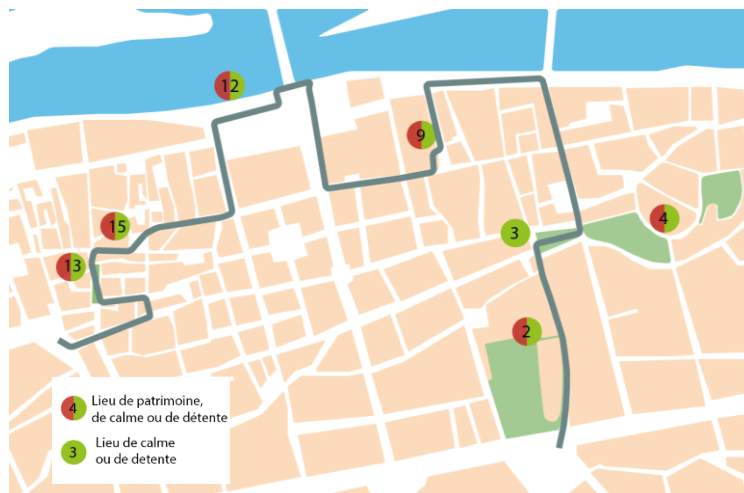 12
9
15
4
3
13
2
4 Lieu de patrimoine,
de calme ou de détente
3 Lieu de calme
ou de detente